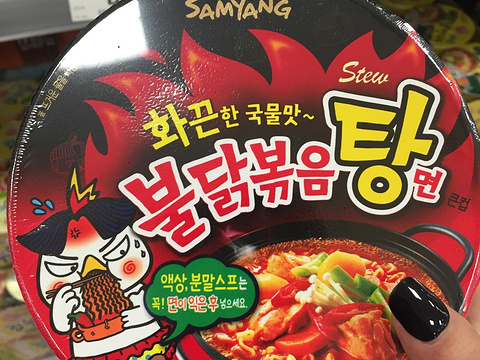 SAMYANG
Stew
화끈한 국물맛~
불닭볶음탕면
큰컵
액상,분말스프는
꼭! 면이 익은 후
넣으세요.